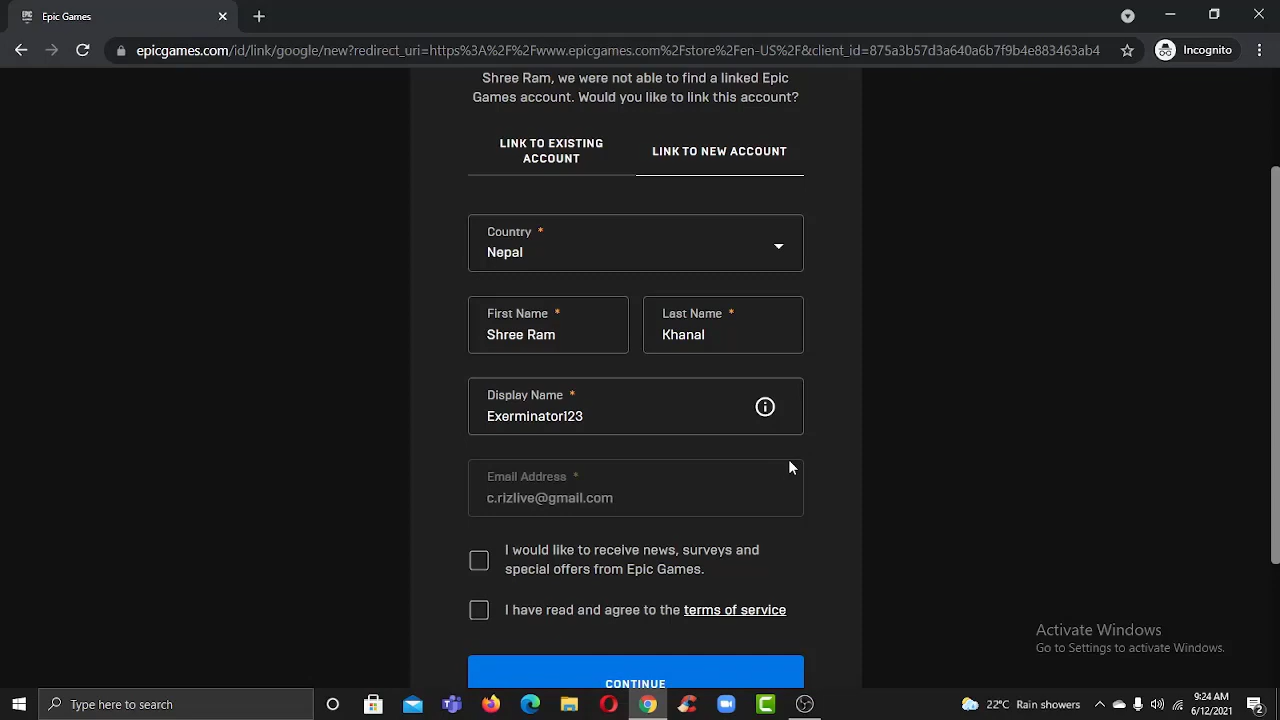 Epic Games
epicgames.com/id/link/google/new?redirect_uri=https%3A%2F%2Fwww.epicgames.com%2Fstore%2Fen-US%2F&client_id=875a3b57d3a640a6b7f9b4e883463ab4
Incognito
Shree Ram, we were not able to find a linked Epic
Games account. Would you like to link this account?
LINK TO EXISTING
ACCOUNT
LINK TO NEW ACCOUNT
Country *
Nepal
First Name *
Shree Ram
Last Name *
Khanal
Display Name *
Exerminator123
Email Address *
c.rizlive@gmail.com
I would like to receive news, surveys and
special offers from Epic Games.
I have read and agree to the terms of service
CONTINUE
Activate Windows
Go to Settings to activate Windows.
Type here to search
22°C Rain showers
9:24 AM
6/12/2021
2